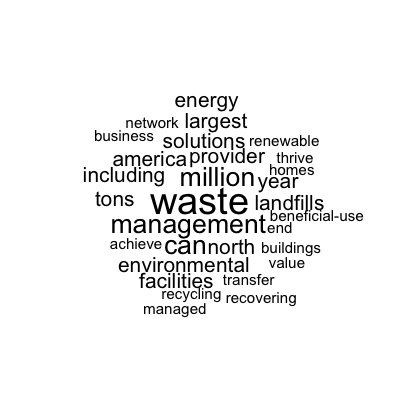 energy
network largest
business solutions renewable
america provider thrive
including million year homes
tons waste landfills
management beneficial-use
end
achieve can north buildings
environmental value
facilities transfer
recycling recovering
managed